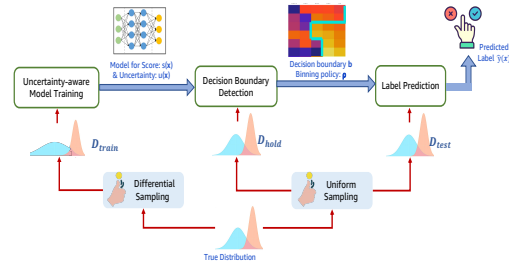 Model for Score: s(x)
& Uncertainty: u(x)
Decision boundary b
Binning policy: ρ
Predicted
Label ŷ(x)
Uncertainty-aware
Model Training
Decision Boundary
Detection
Label Prediction
D_train
D_hold
D_test
Differential
Sampling
Uniform
Sampling
True Distribution